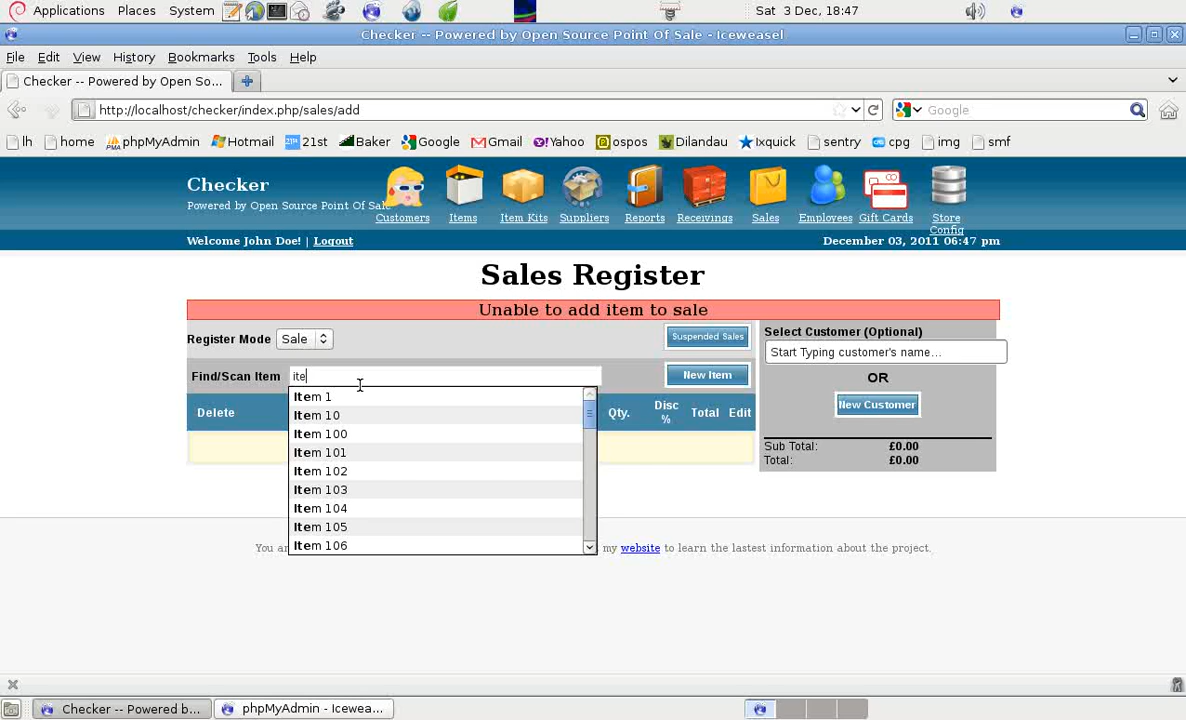 Applications Places System Sat 3 Dec, 18:47
Checker -- Powered by Open Source Point Of Sale - Iceweasel
File Edit View History Bookmarks Tools Help
Checker -- Powered by Open So...
http://localhost/checker/index.php/sales/add Google
lh home phpMyAdmin Hotmail 21st Baker Google Gmail Yahoo ospos Dilandau Ixquick sentry cpg img smf
Checker
Powered by Open Source Point Of Sale
Customers Items Item Kits Suppliers Reports Receivings Sales Employees Gift Cards Store Config
Welcome John Doe! | Logout December 03, 2011 06:47 pm
Sales Register
Unable to add item to sale
Register Mode Sale Suspended Sales
Find/Scan Item ite New Item
Delete Qty. Disc % Total Edit
Item 1
Item 10
Item 100
Item 101
Item 102
Item 103
Item 104
Item 105
Item 106
Select Customer (Optional)
Start Typing customer's name...
OR
New Customer
Sub Total: £0.00
Total: £0.00
You ar my website to learn the lastest information about the project.
Checker -- Powered b... phpMyAdmin - Icewea...